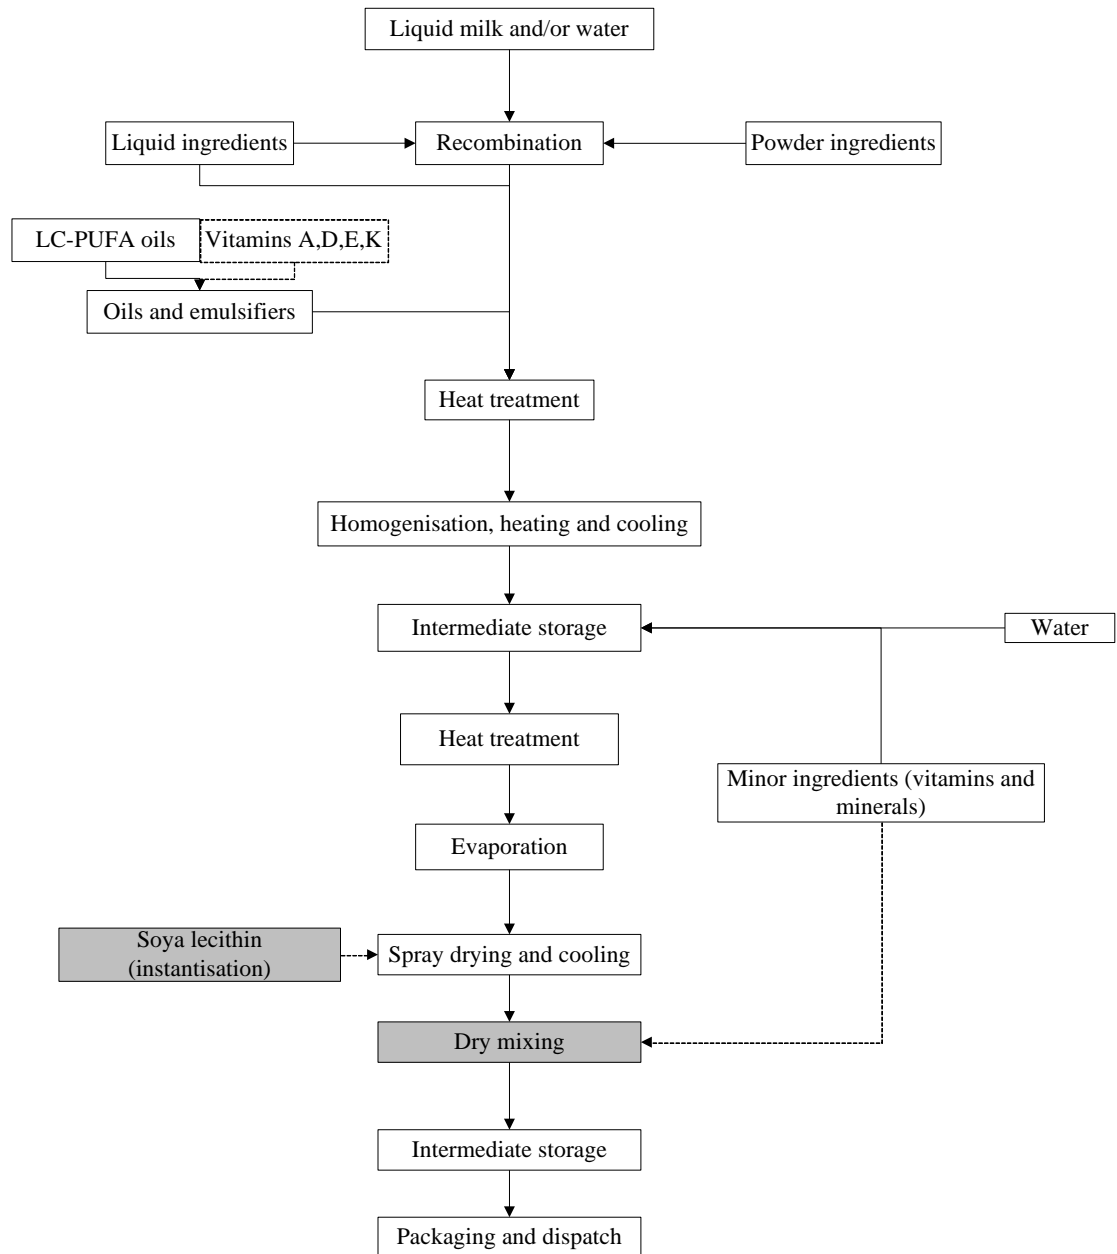 Liquid milk and/or water
Liquid ingredients
Recombination
Powder ingredients
LC-PUFA oils
Vitamins A,D,E,K
Oils and emulsifiers
Heat treatment
Homogenisation, heating and cooling
Intermediate storage
Water
Heat treatment
Minor ingredients (vitamins and
minerals)
Evaporation
Soya lecithin
(instantisation)
Spray drying and cooling
Dry mixing
Intermediate storage
Packaging and dispatch